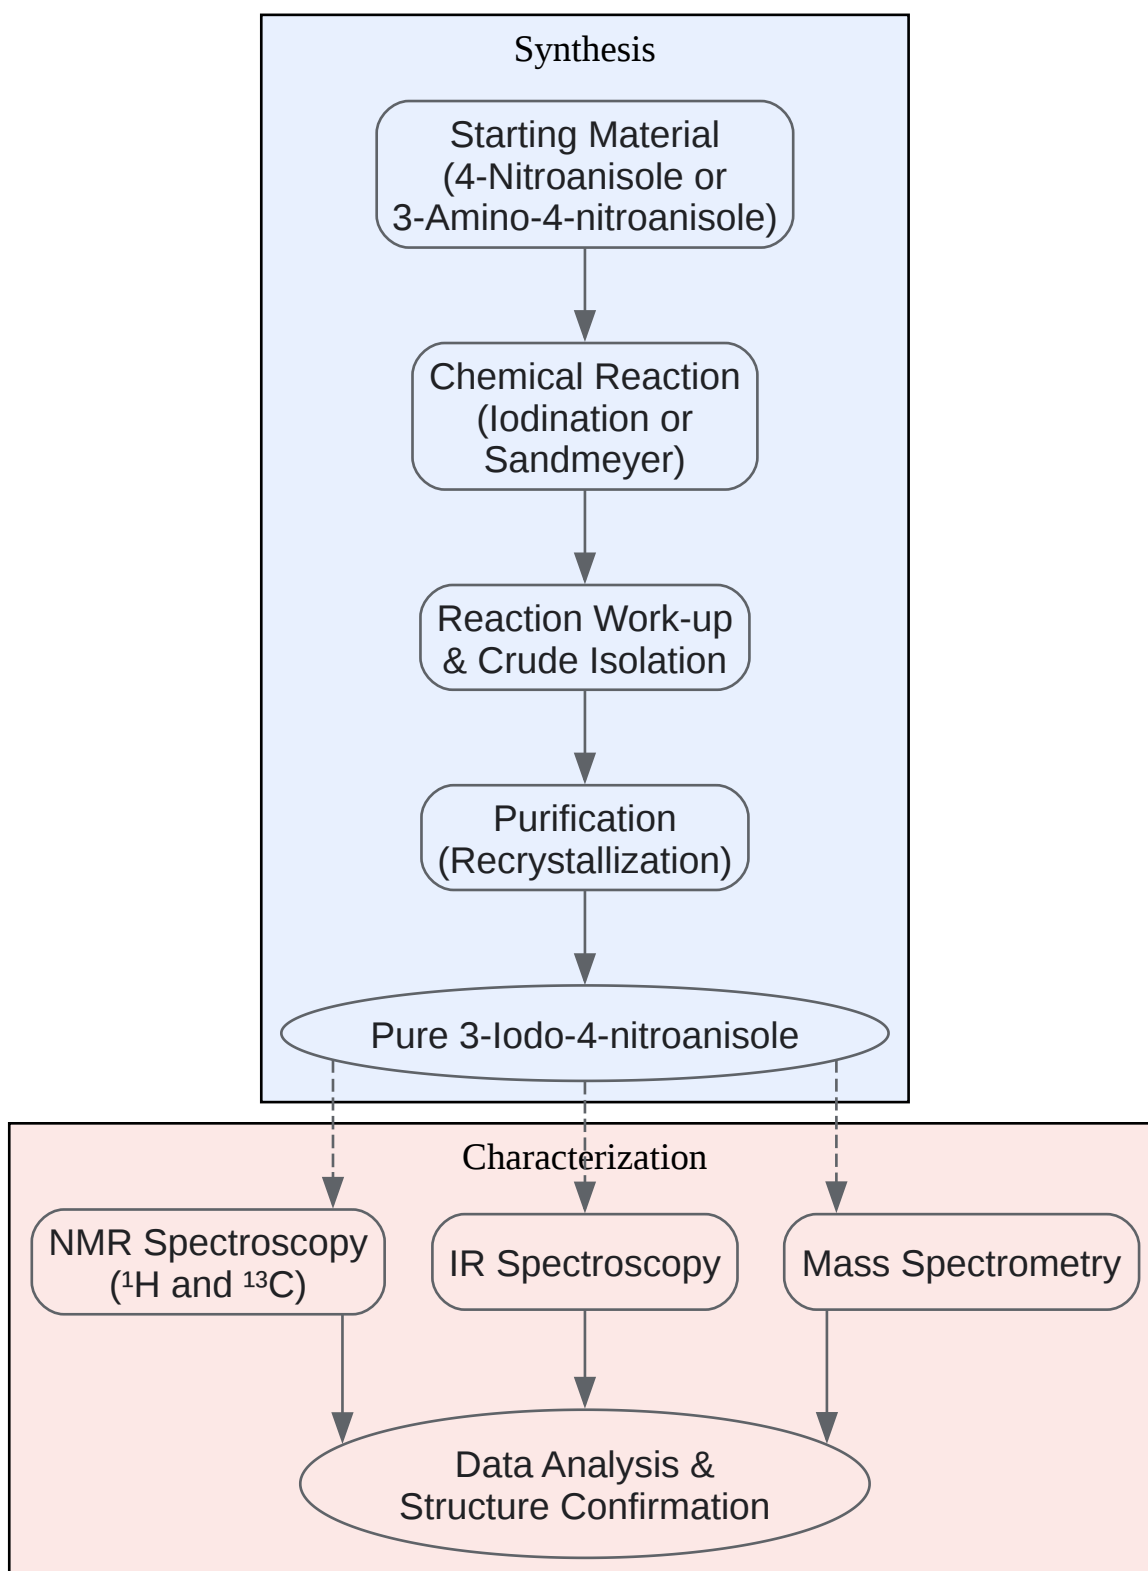 Synthesis
Starting Material
(4-Nitroanisole or
3-Amino-4-nitroanisole)
Chemical Reaction
(Iodination or
Sandmeyer)
Reaction Work-up
& Crude Isolation
Purification
(Recrystallization)
Pure 3-Iodo-4-nitroanisole
Characterization
NMR Spectroscopy
(¹H and ¹³C)
IR Spectroscopy
Mass Spectrometry
Data Analysis &
Structure Confirmation